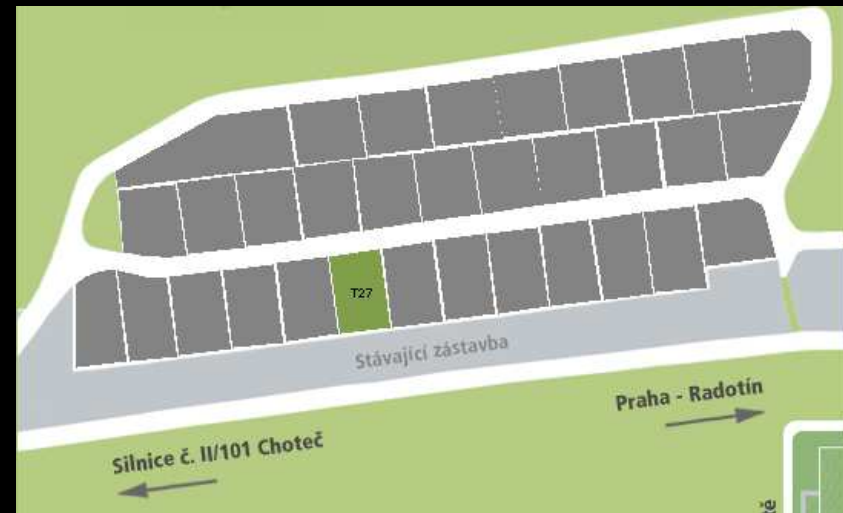 T27
Stávající zástavba
Praha - Radotín
Silnice č. II/101 Choteč